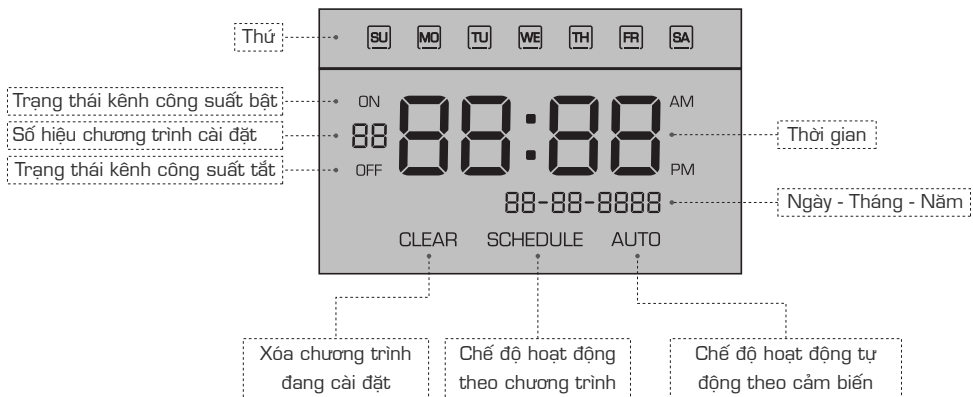 Thứ
SU MO TU WE TH FR SA
Trạng thái kênh công suất bật
Số hiệu chương trình cài đặt
Trạng thái kênh công suất tắt
ON
88
OFF
88:88
AM
PM
Thời gian
88-88-8888
Ngày - Tháng - Năm
CLEAR SCHEDULE AUTO
Xóa chương trình
đang cài đặt
Chế độ hoạt động
theo chương trình
Chế độ hoạt động tự
động theo cảm biến